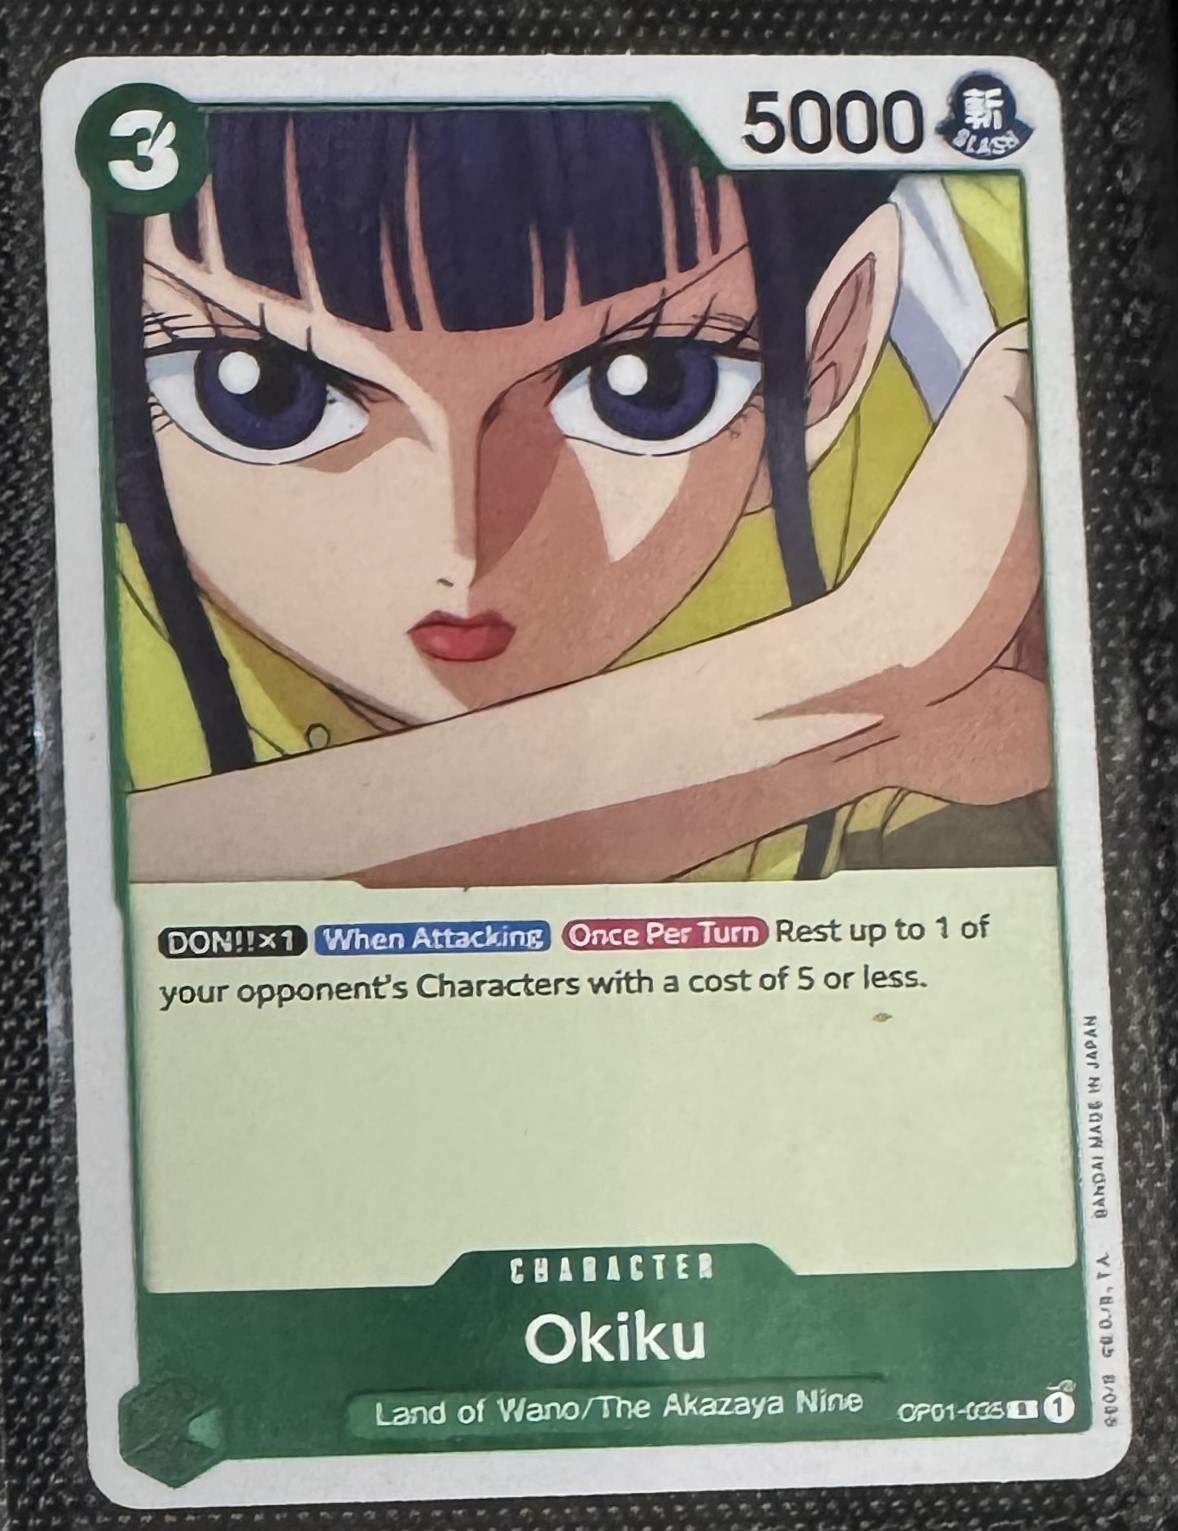 3
5000
斬
SLASH
DON!!×1 When Attacking Once Per Turn Rest up to 1 of
your opponent's Characters with a cost of 5 or less.
CHARACTER
Okiku
Land of Wano/The Akazaya Nine
OP01-035 R 1
BANDAI MADE IN JAPAN